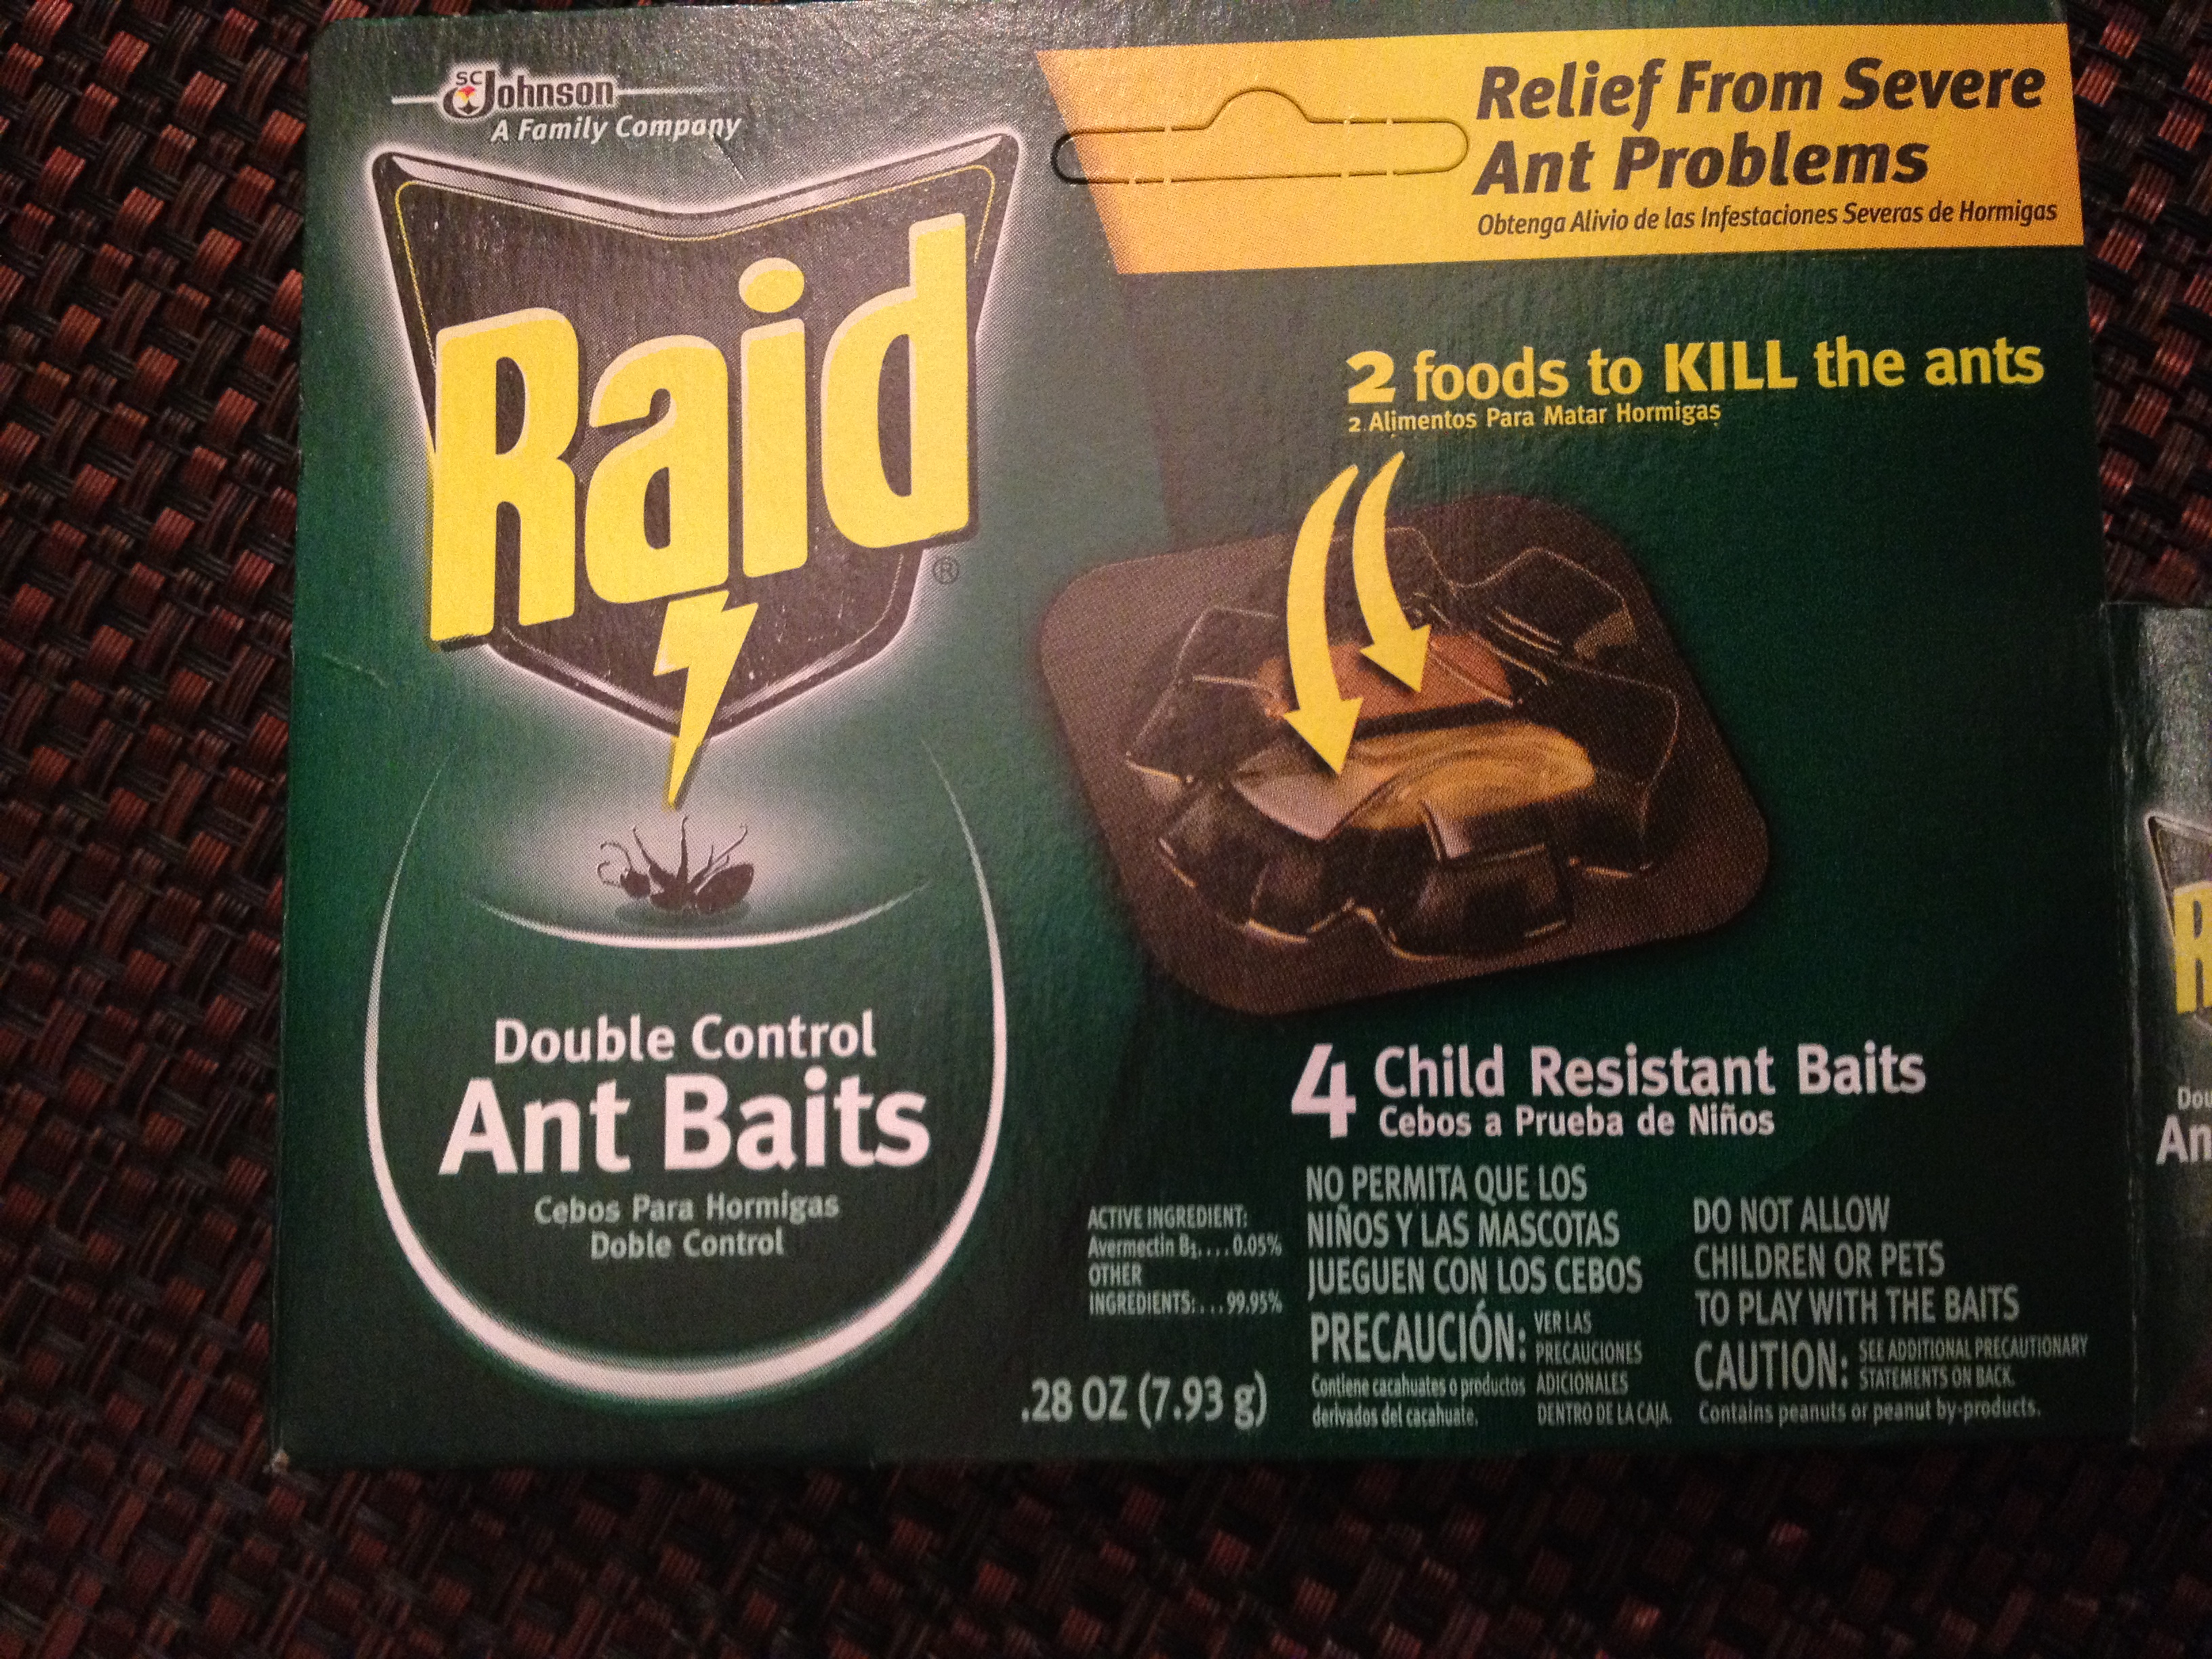 SC Johnson
A Family Company
Raid
®
Double Control
Ant Baits
Cebos Para Hormigas
Doble Control
Relief From Severe
Ant Problems
Obtenga Alivio de las Infestaciones Severas de Hormigas
2 foods to KILL the ants
2 Alimentos Para Matar Hormigas
4 Child Resistant Baits
Cebos a Prueba de Niños
ACTIVE INGREDIENT:
Avermectin B₁....0.05%
OTHER
INGREDIENTS:...99.95%
.28 OZ (7.93 g)
NO PERMITA QUE LOS
NIÑOS Y LAS MASCOTAS
JUEGUEN CON LOS CEBOS
PRECAUCIÓN: VER LAS
PRECAUCIONES
ADICIONALES
DENTRO DE LA CAJA.
Contiene cacahuates o productos
derivados del cacahuate.
DO NOT ALLOW
CHILDREN OR PETS
TO PLAY WITH THE BAITS
CAUTION: SEE ADDITIONAL PRECAUTIONARY
STATEMENTS ON BACK.
Contains peanuts or peanut by-products.
R
Dou
An